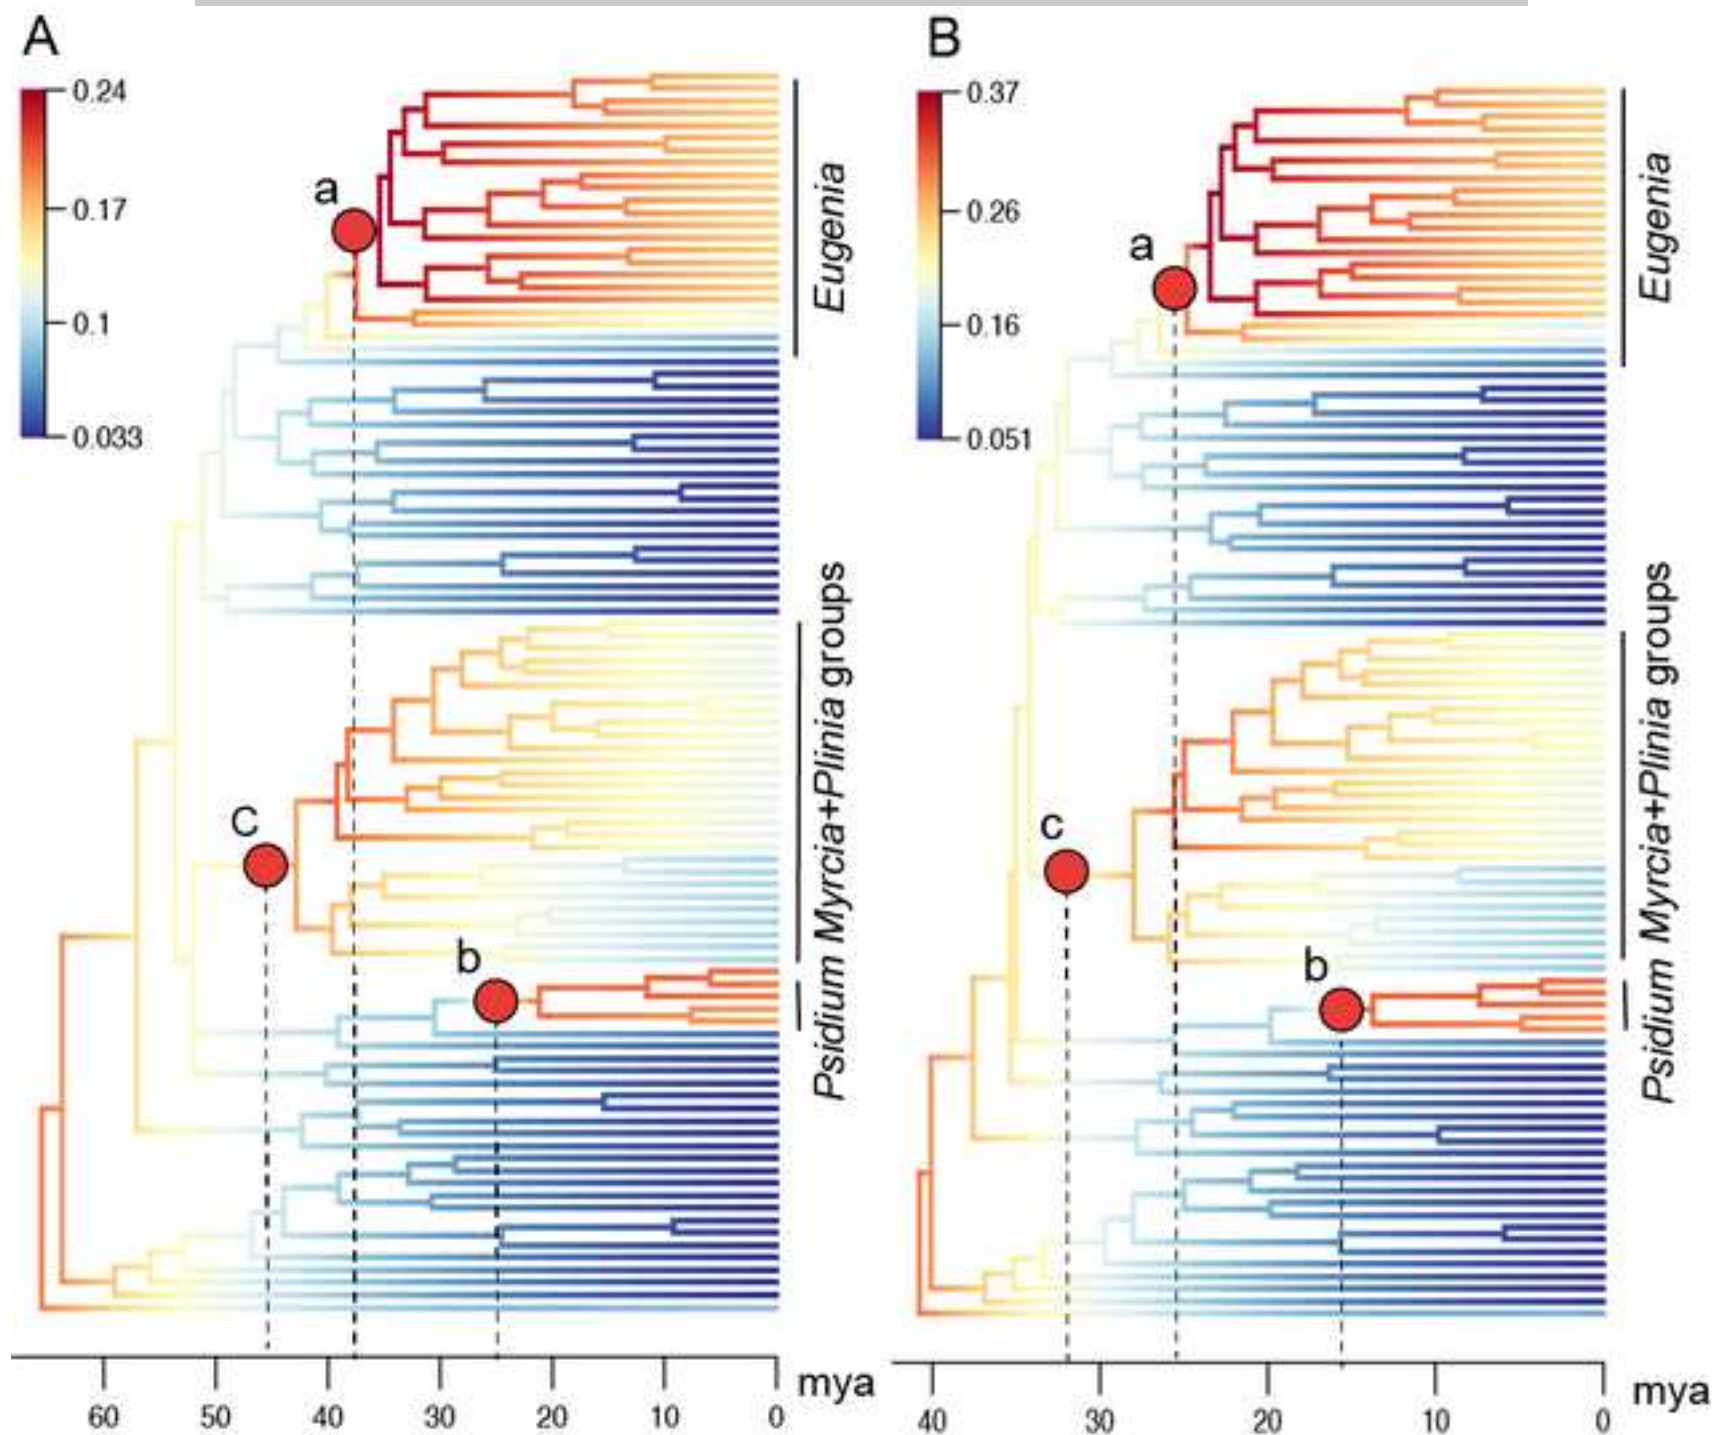 A
0.24
0.17
0.1
0.033
a
c
b
Eugenia
Myrcia+Plinia groups
Psidium
60 50 40 30 20 10 0
mya
B
0.37
0.26
0.16
0.051
a
c
b
Eugenia
Myrcia+Plinia groups
Psidium
40 30 20 10 0
mya